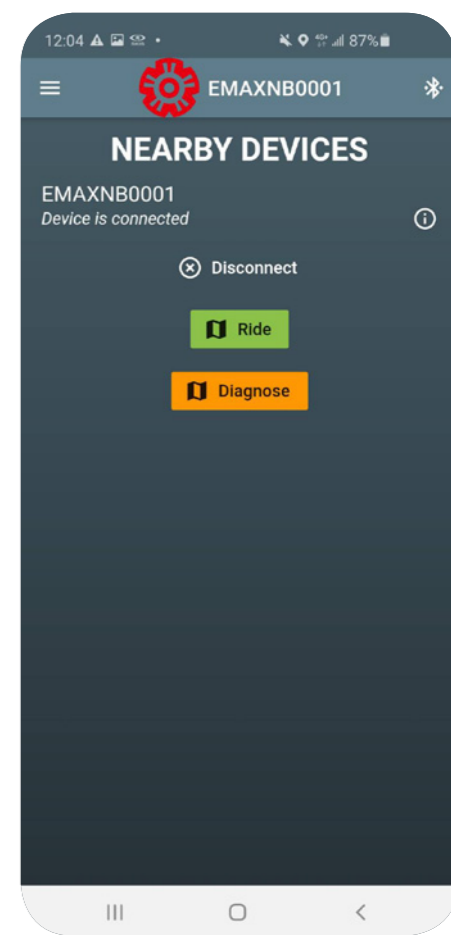 12:04 87%
EMAXNB0001
NEARBY DEVICES
EMAXNB0001
Device is connected
Disconnect
Ride
Diagnose